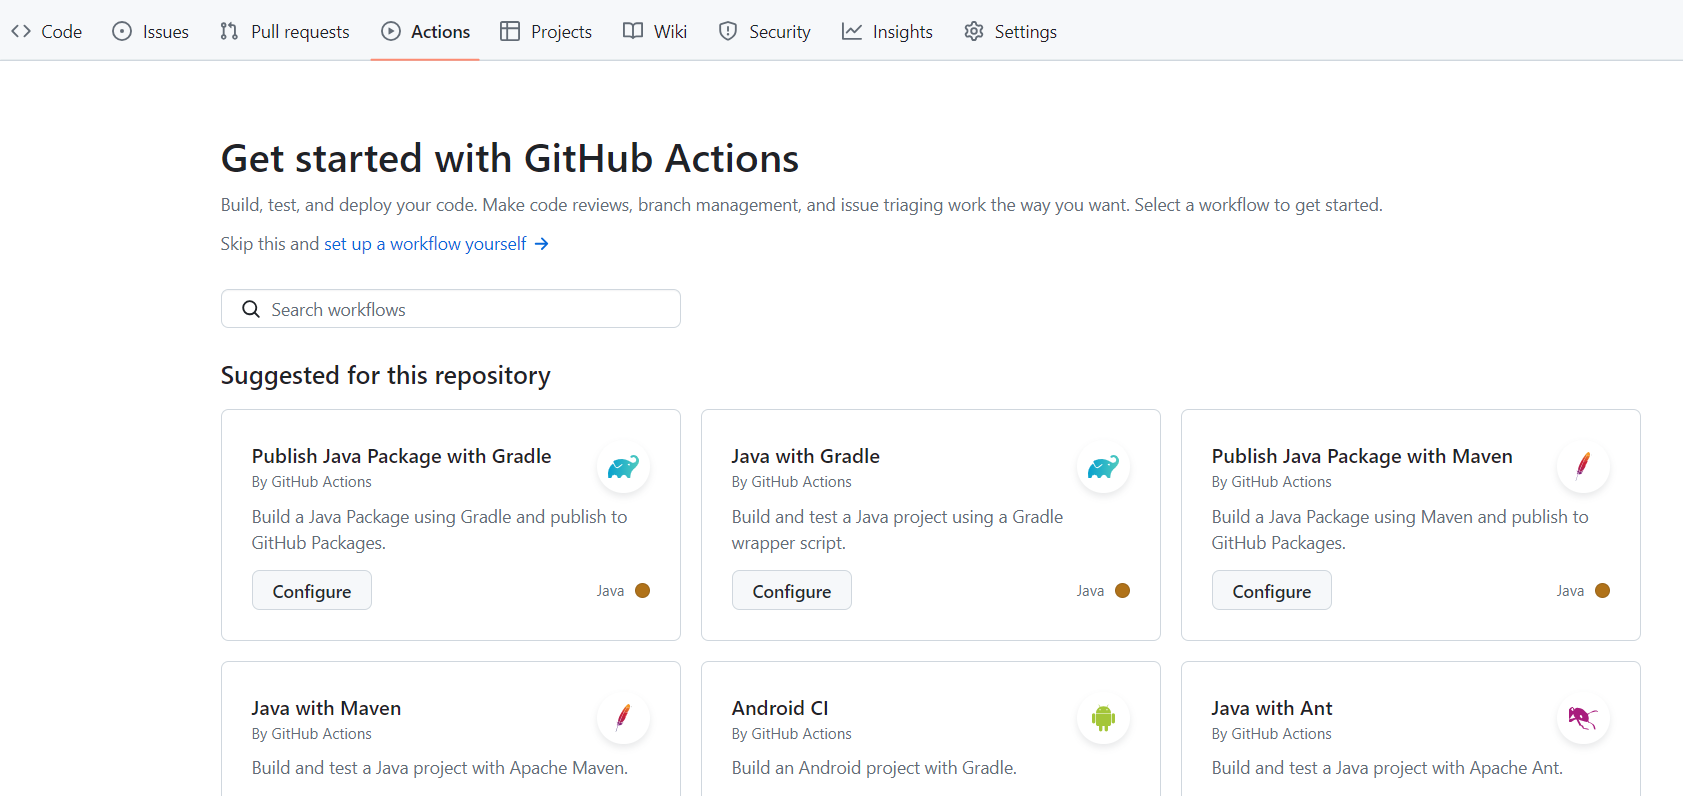 Code Issues Pull requests Actions Projects Wiki Security Insights Settings
Get started with GitHub Actions
Build, test, and deploy your code. Make code reviews, branch management, and issue triaging work the way you want. Select a workflow to get started.
Skip this and set up a workflow yourself →
Search workflows
Suggested for this repository
Publish Java Package with Gradle
By GitHub Actions
Build a Java Package using Gradle and publish to
GitHub Packages.
Configure
Java
Java with Gradle
By GitHub Actions
Build and test a Java project using a Gradle
wrapper script.
Configure
Java
Publish Java Package with Maven
By GitHub Actions
Build a Java Package using Maven and publish to
GitHub Packages.
Configure
Java
Java with Maven
By GitHub Actions
Build and test a Java project with Apache Maven.
Android CI
By GitHub Actions
Build an Android project with Gradle.
Java with Ant
By GitHub Actions
Build and test a Java project with Apache Ant.